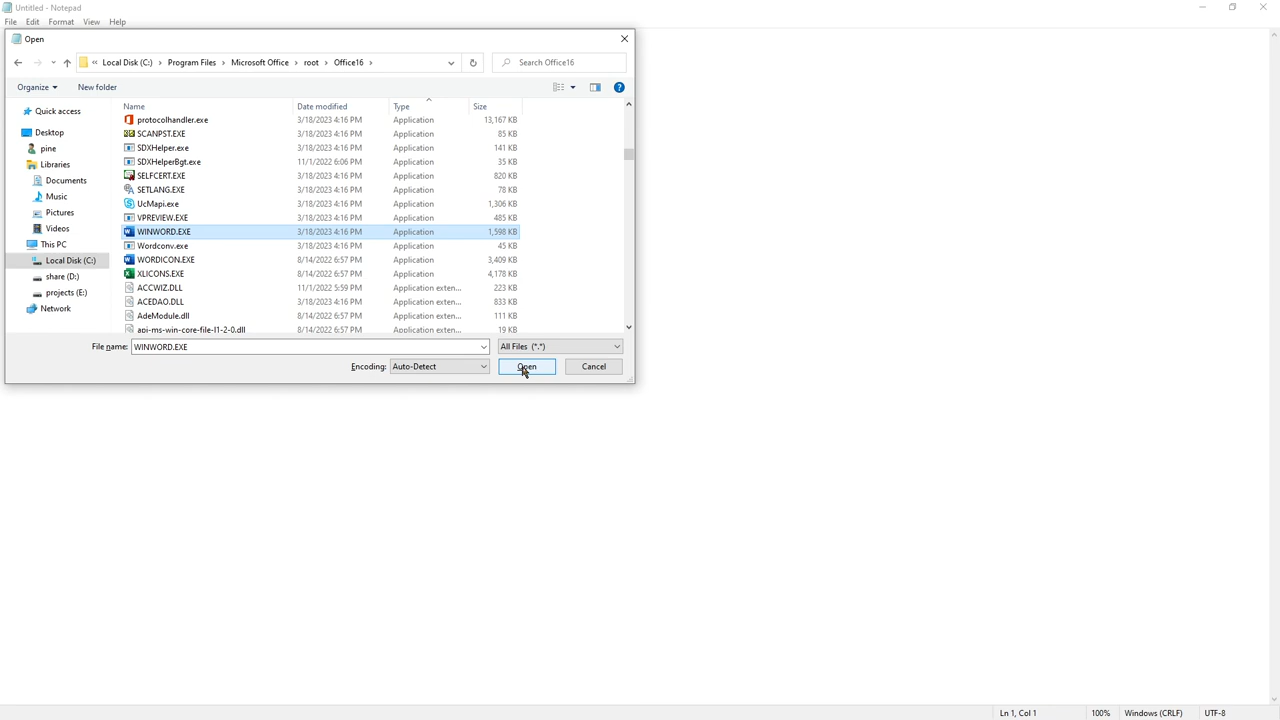 Untitled - Notepad
File Edit Format View Help
Open
« Local Disk (C:) › Program Files › Microsoft Office › root › Office16 ›
Search Office16
Organize New folder
Name Date modified Type Size
Quick access
Desktop
pine
Libraries
Documents
Music
Pictures
Videos
This PC
Local Disk (C:)
share (D:)
projects (E:)
Network
protocolhandler.exe 3/18/2023 4:16 PM Application 13,167 KB
SCANPST.EXE 3/18/2023 4:16 PM Application 85 KB
SDXHelper.exe 3/18/2023 4:16 PM Application 141 KB
SDXHelperBgt.exe 11/1/2022 6:06 PM Application 35 KB
SELFCERT.EXE 3/18/2023 4:16 PM Application 820 KB
SETLANG.EXE 3/18/2023 4:16 PM Application 78 KB
UcMapi.exe 3/18/2023 4:16 PM Application 1,306 KB
VPREVIEW.EXE 3/18/2023 4:16 PM Application 485 KB
WINWORD.EXE 3/18/2023 4:16 PM Application 1,598 KB
Wordconv.exe 3/18/2023 4:16 PM Application 45 KB
WORDICON.EXE 8/14/2022 6:57 PM Application 3,409 KB
XLICONS.EXE 8/14/2022 6:57 PM Application 4,178 KB
ACCWIZ.DLL 11/1/2022 5:59 PM Application exten... 223 KB
ACEDAO.DLL 3/18/2023 4:16 PM Application exten... 833 KB
AdeModule.dll 8/14/2022 6:57 PM Application exten... 111 KB
api-ms-win-core-file-l1-2-0.dll 8/14/2022 6:57 PM Application exten... 19 KB
File name: WINWORD.EXE All Files (*.*)
Encoding: Auto-Detect Open Cancel
Ln 1, Col 1 100% Windows (CRLF) UTF-8